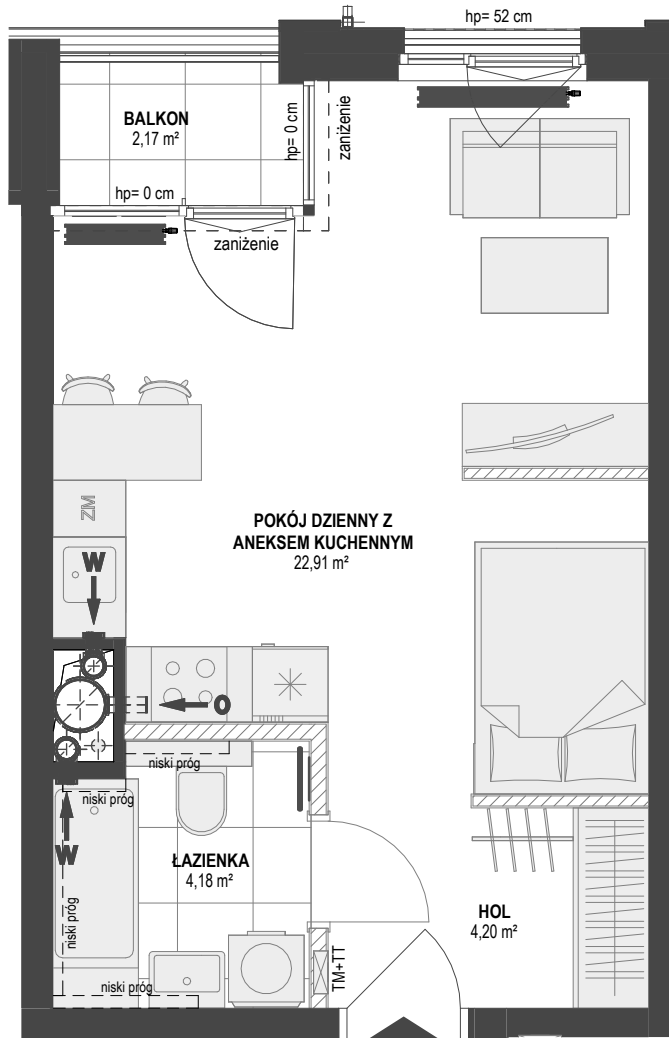 hp= 52 cm
BALKON
2,17 m²
hp= 0 cm
zaniżenie
hp= 0 cm
zaniżenie
ZM
W
POKÓJ DZIENNY Z
ANEKSEM KUCHENNYM
22,91 m²
O
niski próg
niski próg
W
ŁAZIENKA
4,18 m²
niski próg
HOL
4,20 m²
TM+TT
niski próg